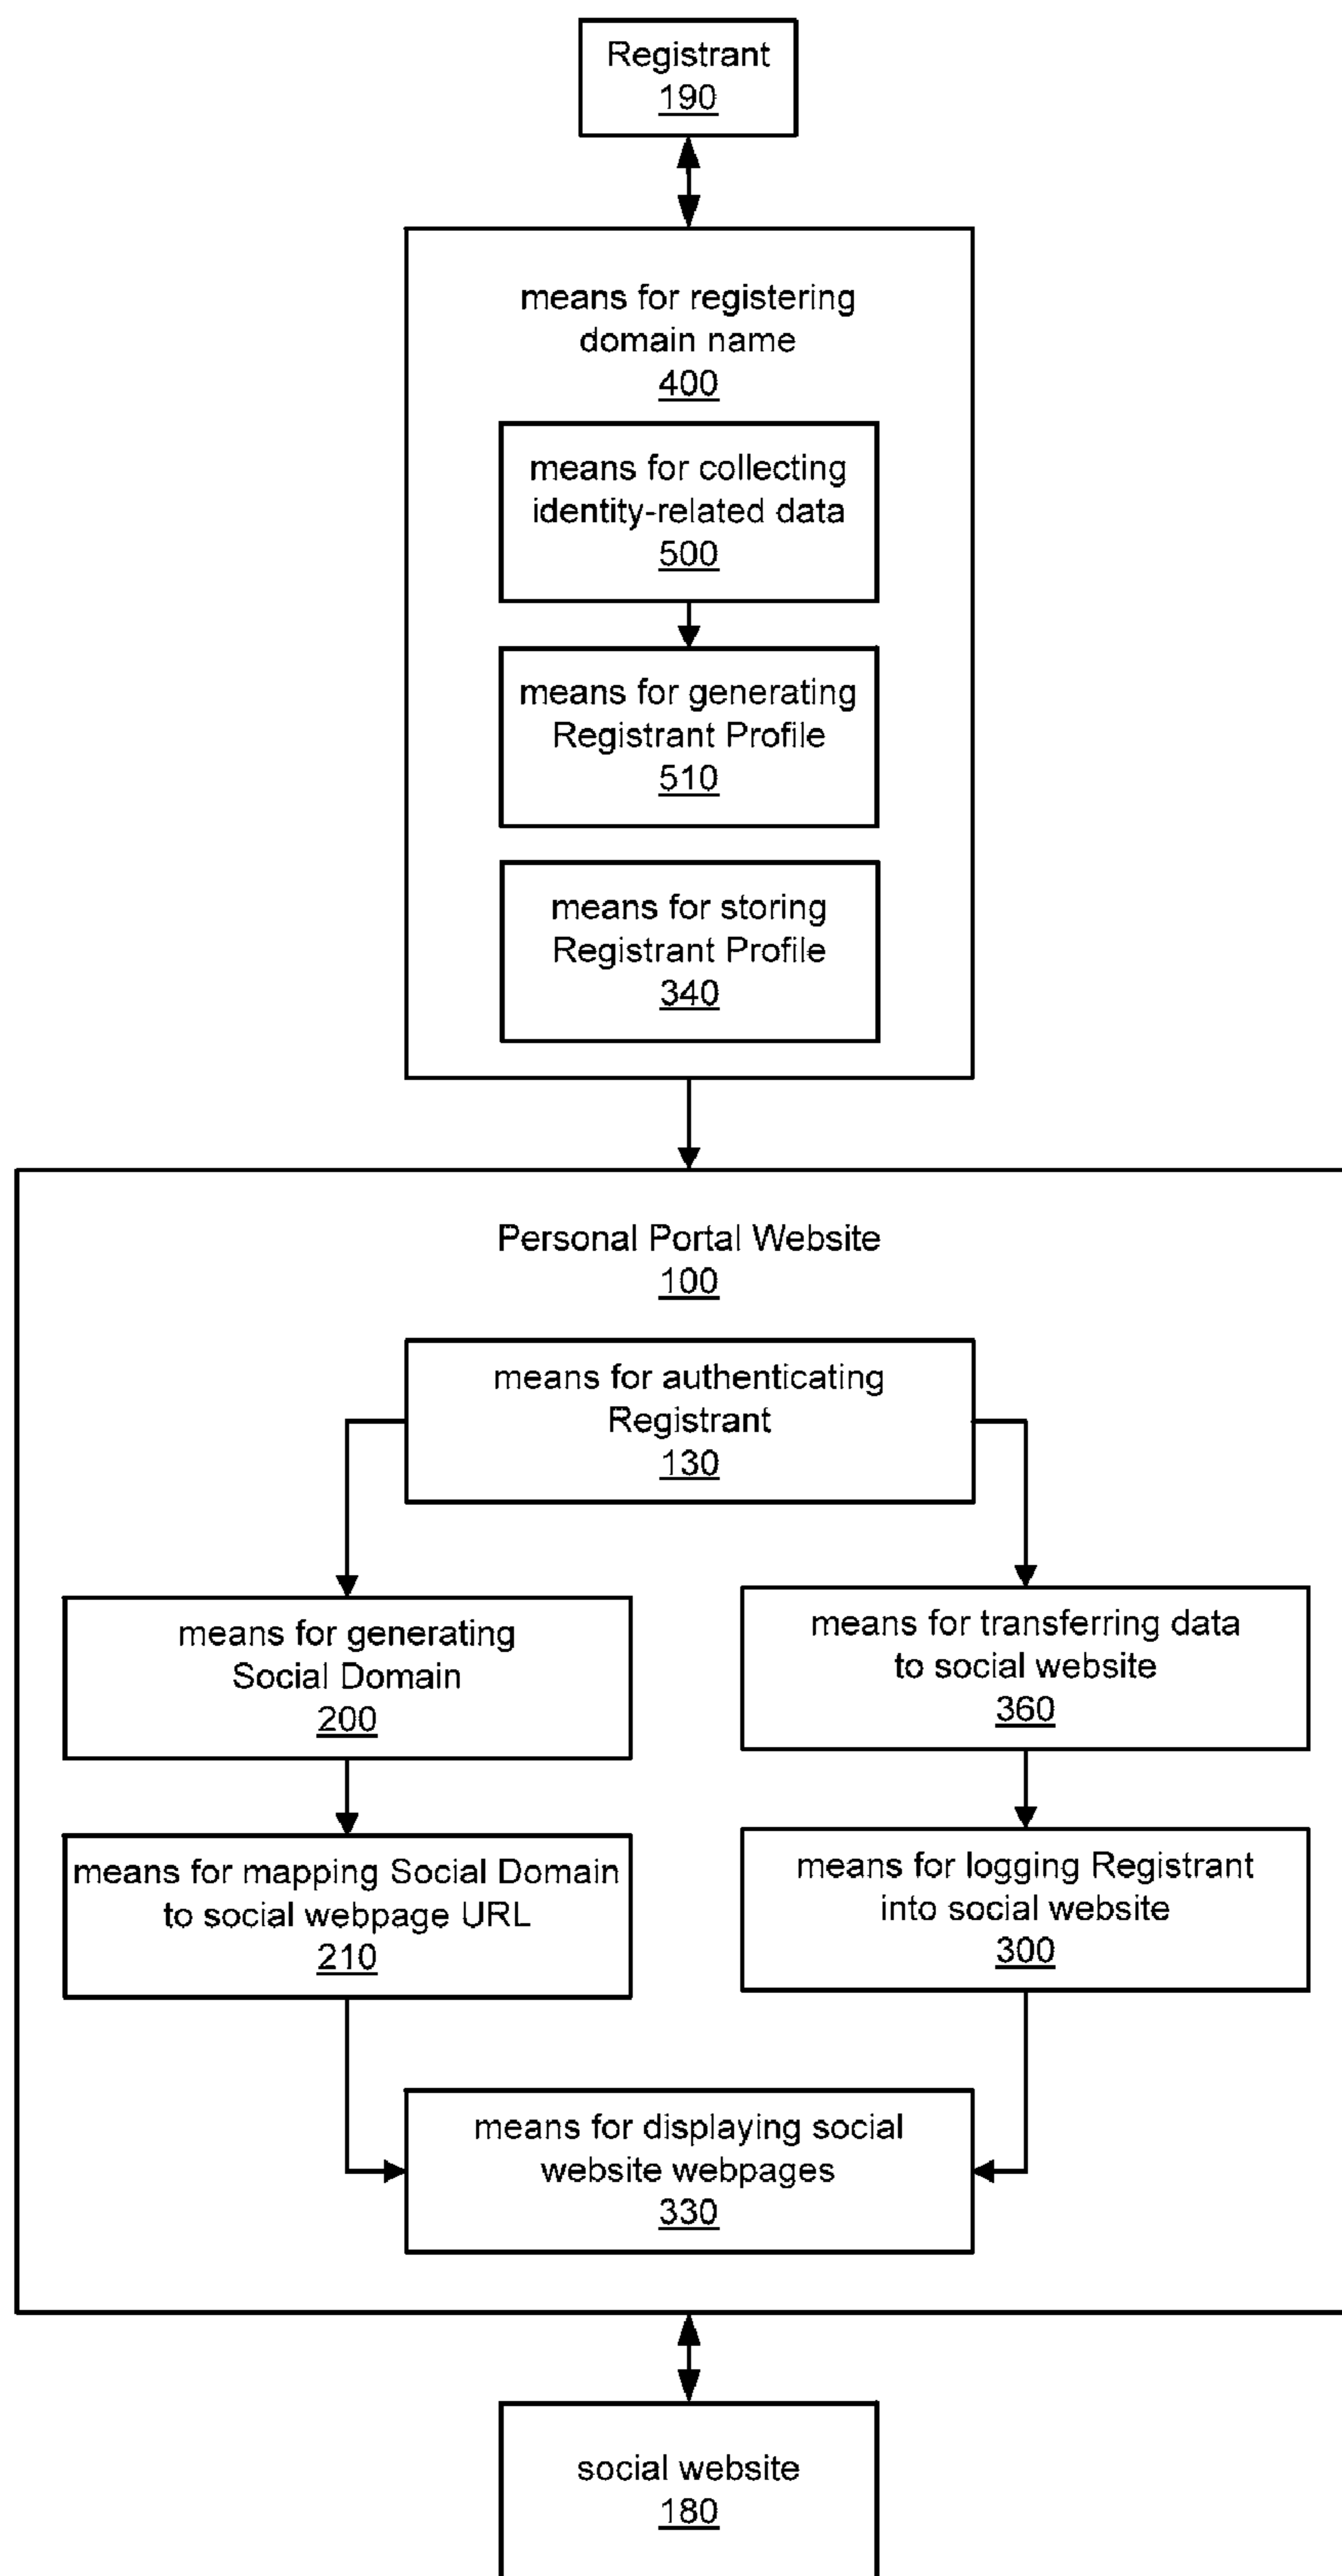 Registrant
190
means for registering
domain name
400
means for collecting
identity-related data
500
means for generating
Registrant Profile
510
means for storing
Registrant Profile
340
Personal Portal Website
100
means for authenticating
Registrant
130
means for generating
Social Domain
200
means for transferring data
to social website
360
means for mapping Social Domain
to social webpage URL
210
means for logging Registrant
into social website
300
means for displaying social
website webpages
330
social website
180